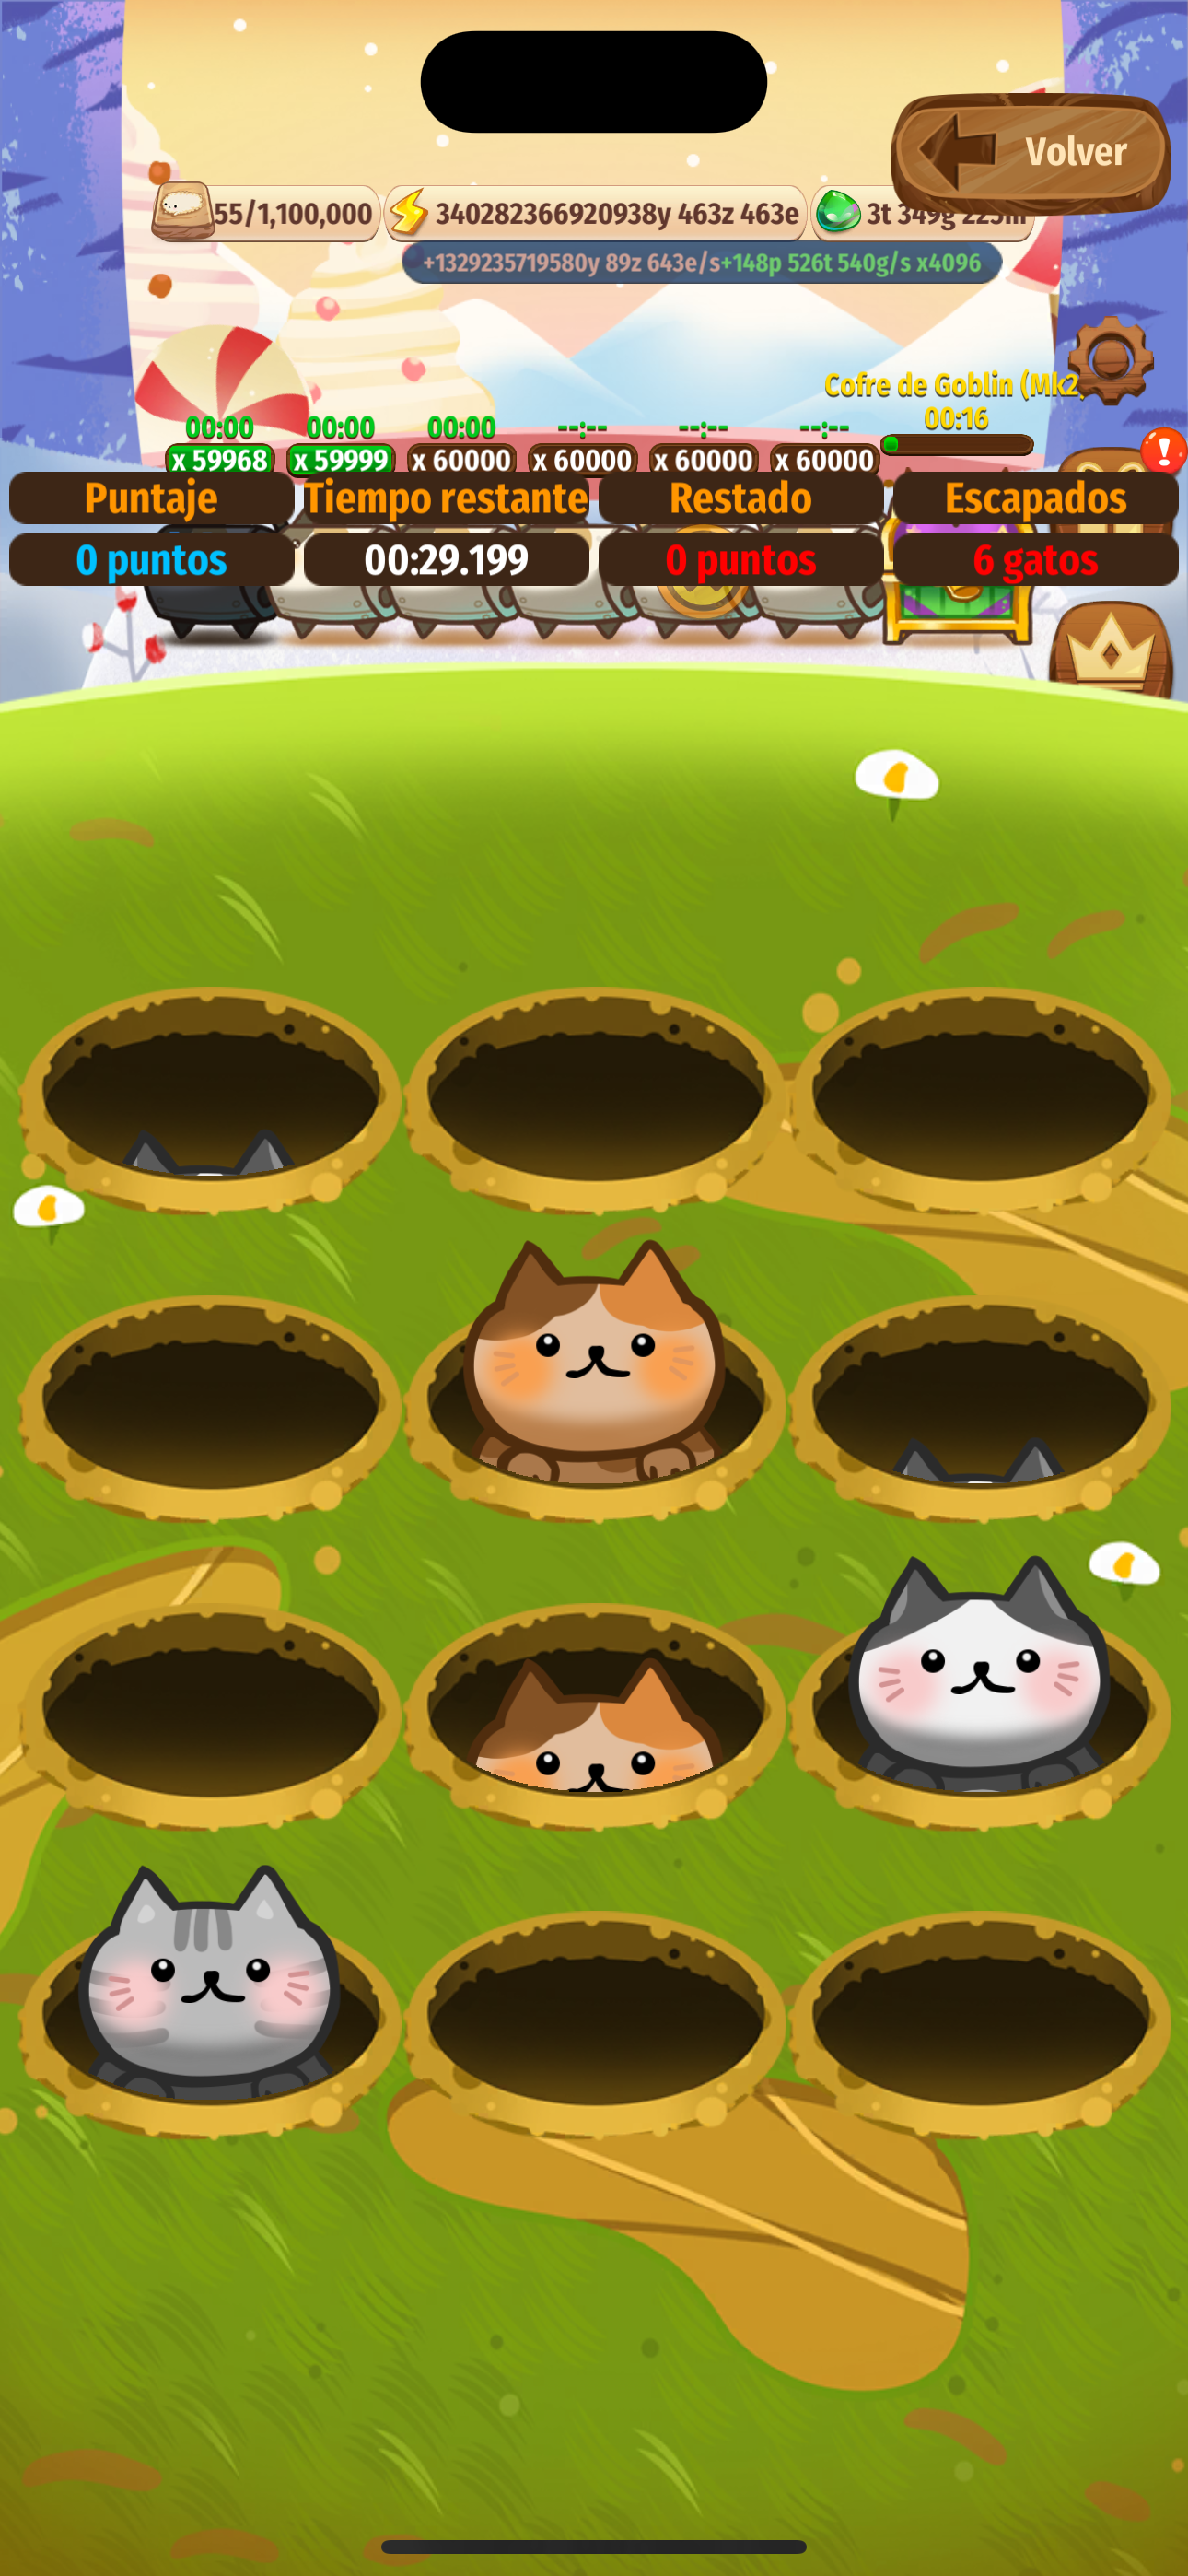 Volver
55/1,100,000
340282366920938y 463z 463e
3t 349g 223m
+1329235719580y 89z 643e/s+148p 526t 540g/s x4096
Cofre de Goblin (Mk2
00:16
00:00 00:00 00:00 --:-- --:-- --:--
x 59968 x 59999 x 60000 x 60000 x 60000 x 60000
Puntaje Tiempo restante Restado Escapados
0 puntos 00:29.199 0 puntos 6 gatos